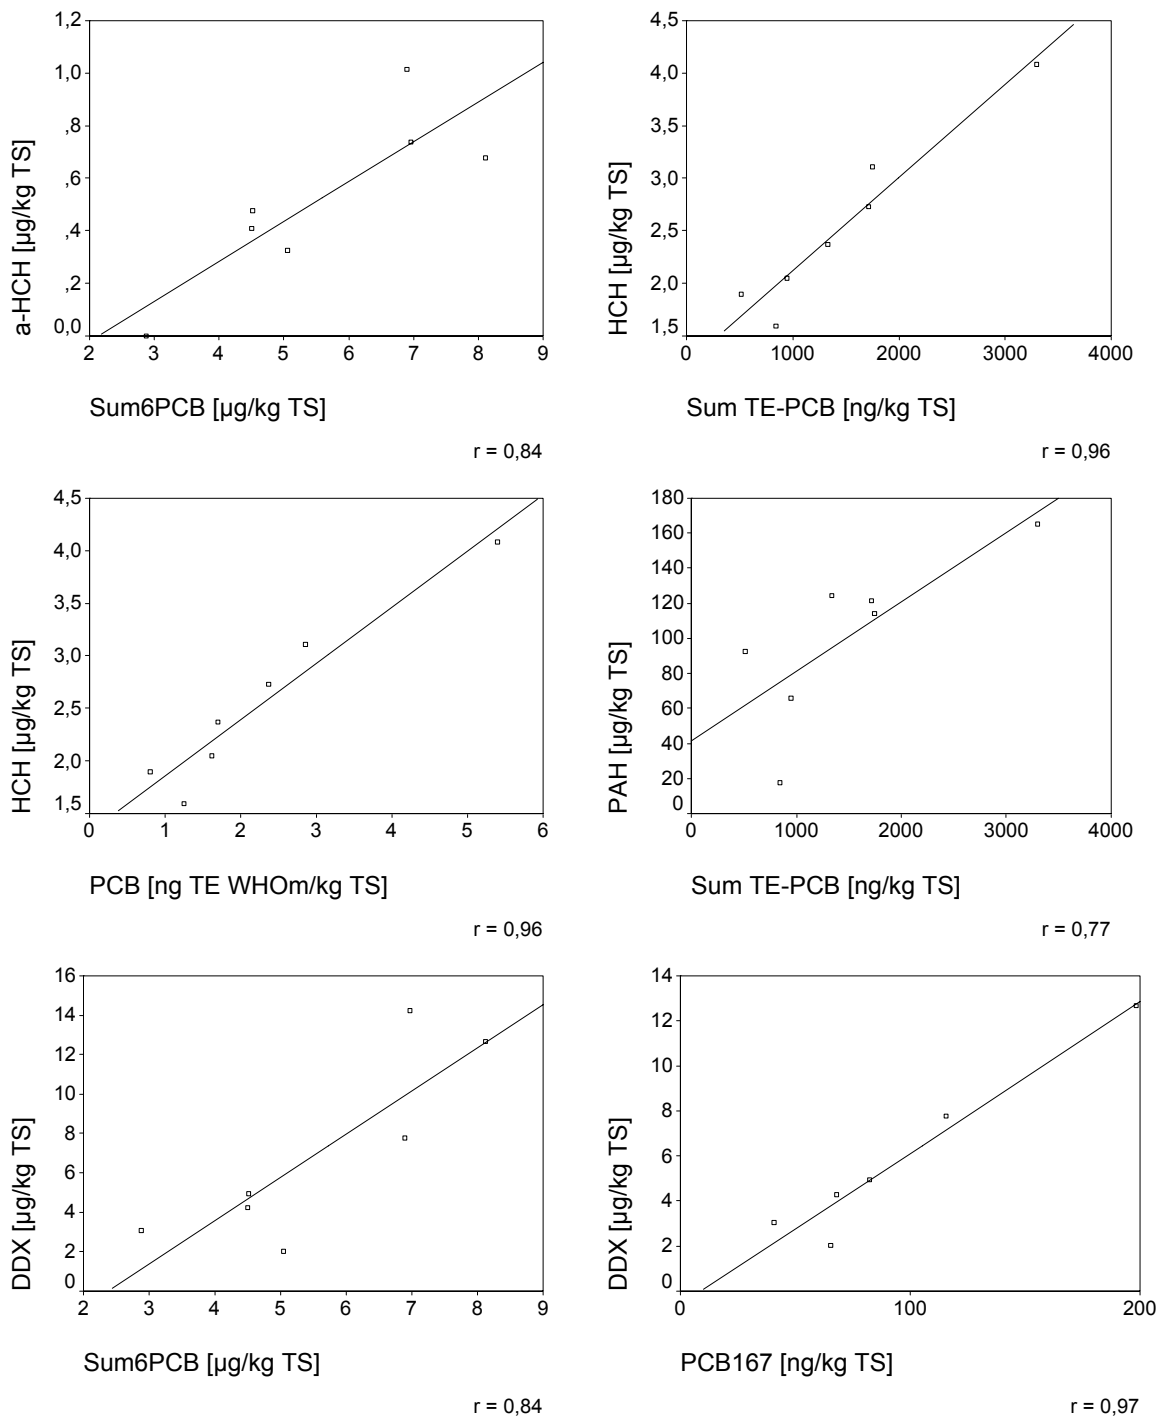 1,2
1,0
,8
,6
,4
,2
0,0
a-HCH [µg/kg TS]
2 3 4 5 6 7 8 9
Sum6PCB [µg/kg TS]
r = 0,84
4,5
4,0
3,5
3,0
2,5
2,0
1,5
HCH [µg/kg TS]
0 1000 2000 3000 4000
Sum TE-PCB [ng/kg TS]
r = 0,96
4,5
4,0
3,5
3,0
2,5
2,0
1,5
HCH [µg/kg TS]
0 1 2 3 4 5 6
PCB [ng TE WHOm/kg TS]
r = 0,96
180
160
140
120
100
80
60
40
20
0
PAH [µg/kg TS]
0 1000 2000 3000 4000
Sum TE-PCB [ng/kg TS]
r = 0,77
16
14
12
10
8
6
4
2
0
DDX [µg/kg TS]
2 3 4 5 6 7 8 9
Sum6PCB [µg/kg TS]
r = 0,84
14
12
10
8
6
4
2
0
DDX [µg/kg TS]
0 100 200
PCB167 [ng/kg TS]
r = 0,97